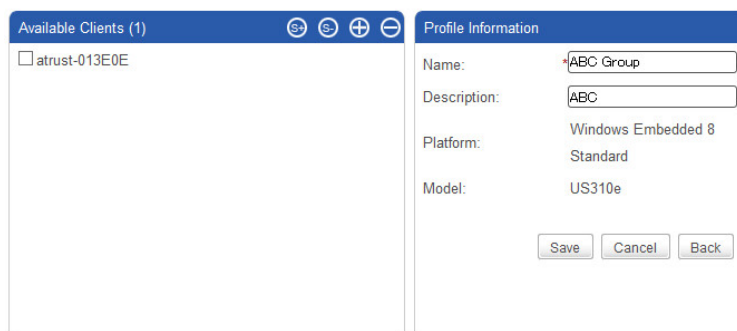 Available Clients (1)
S+ S-
atrust-013E0E
Profile Information
Name: *ABC Group
Description: ABC
Platform: Windows Embedded 8
Standard
Model: US310e
Save Cancel Back